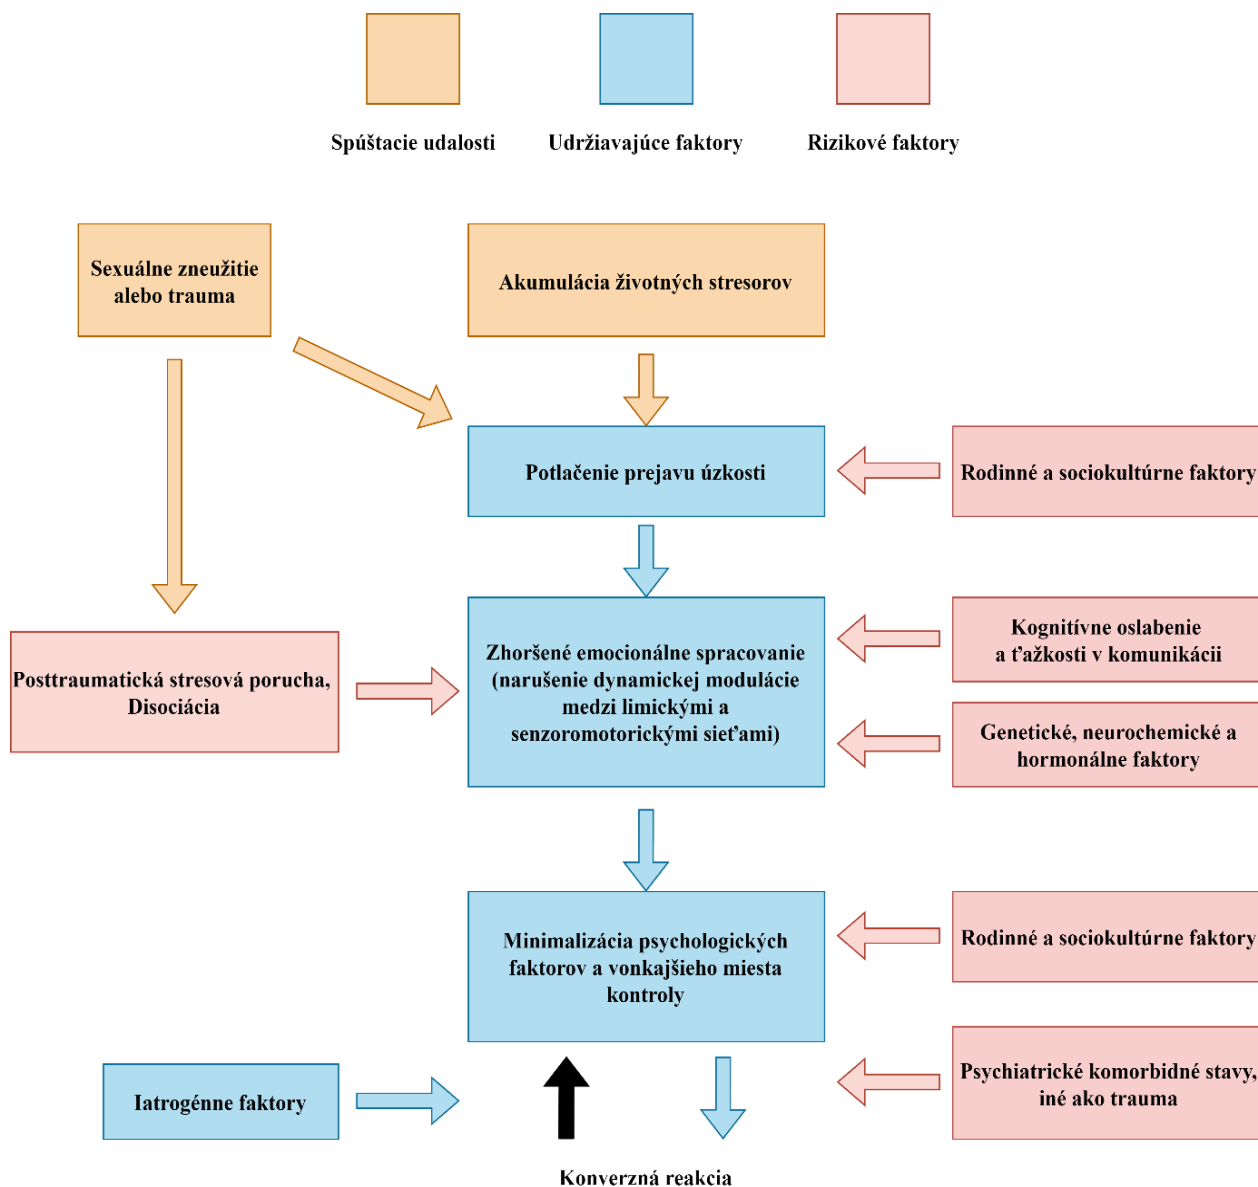 Spúštacie udalosti
Udržiavajúce faktory
Rizikové faktory
Sexuálne zneužitie
alebo trauma
Akumulácia životných stresorov
Potlačenie prejavu úzkosti
Rodinné a sociokultúrne faktory
Posttraumatická stresová porucha,
Disociácia
Zhoršené emocionálne spracovanie
(narušenie dynamickej modulácie
medzi limickými a
senzoromotorickými sieťami)
Kognitívne oslabenie
a ťažkosti v komunikácii
Genetické, neurochemické a
hormonálne faktory
Minimalizácia psychologických
faktorov a vonkajšieho miesta
kontroly
Rodinné a sociokultúrne faktory
Iatrogénne faktory
Psychiatrické komorbidné stavy,
iné ako trauma
Konverzná reakcia